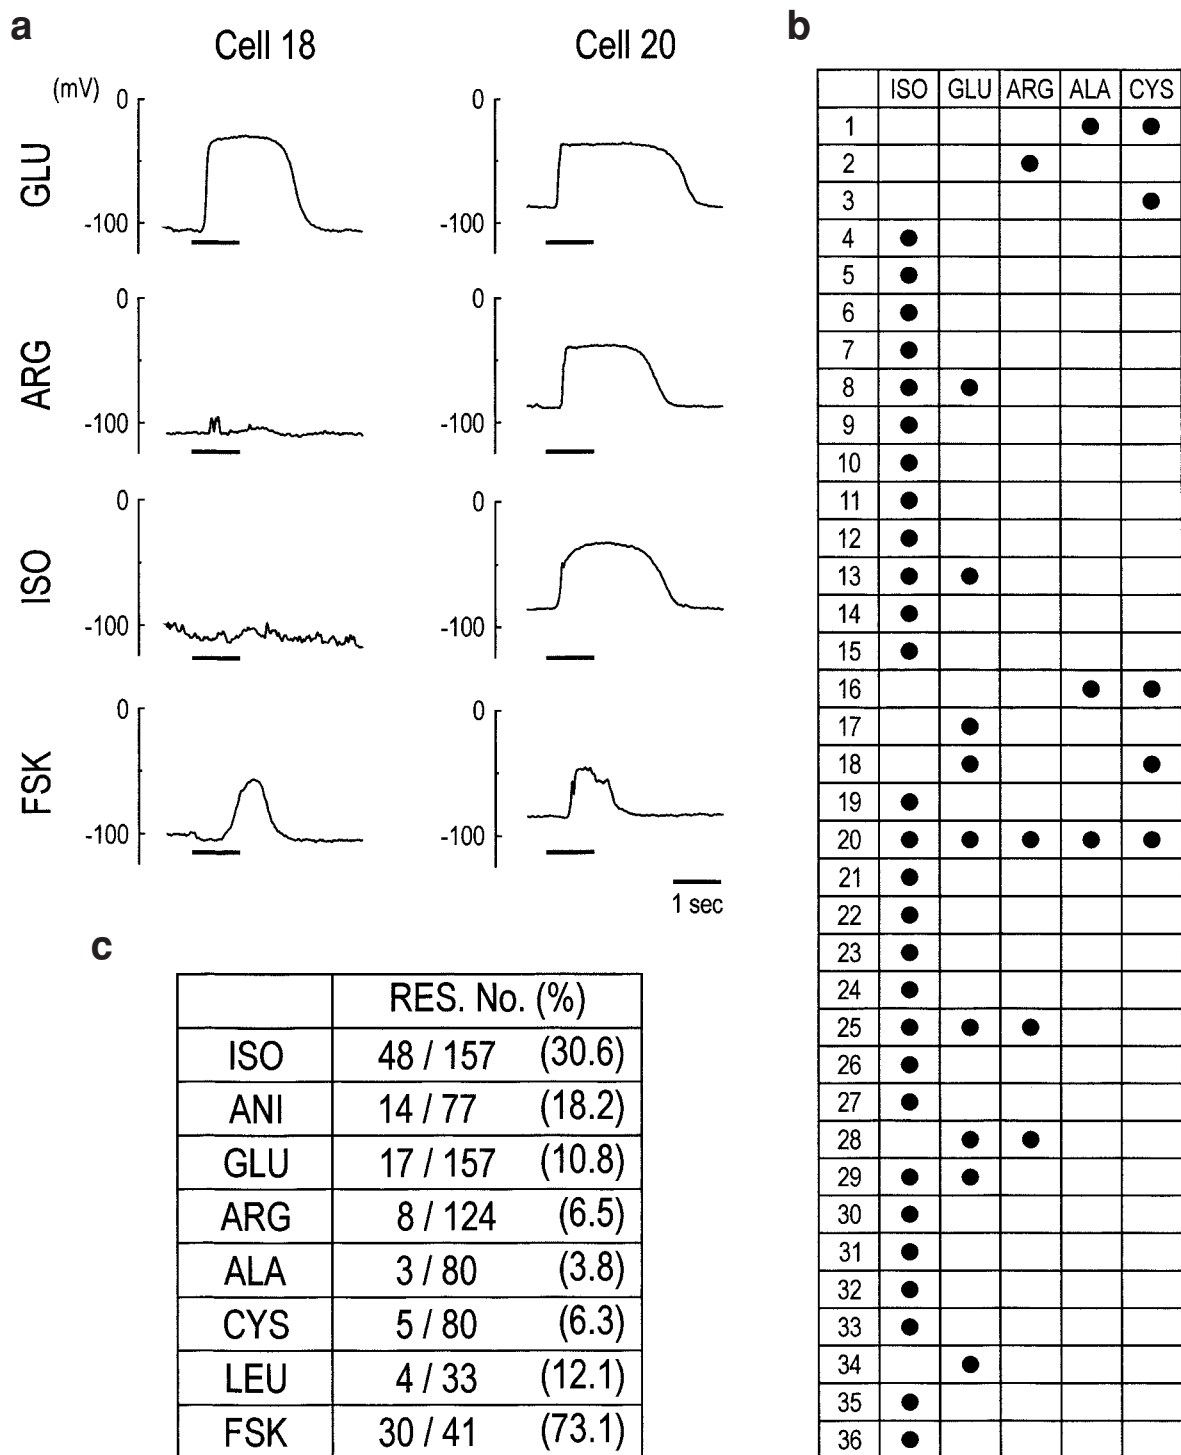 a
Cell 18
Cell 20
(mV)
GLU
0
-100
0
-100
ARG
0
-100
0
-100
ISO
0
-100
0
-100
FSK
0
-100
0
-100
1 sec
b
ISO GLU ARG ALA CYS
1 ● ●
2 ●
3 ●
4 ●
5 ●
6 ●
7 ●
8 ● ●
9 ●
10 ●
11 ●
12 ●
13 ● ●
14 ●
15 ●
16 ● ●
17 ●
18 ● ●
19 ●
20 ● ● ● ● ●
21 ●
22 ●
23 ●
24 ●
25 ● ● ●
26 ●
27 ●
28 ● ●
29 ● ●
30 ●
31 ●
32 ●
33 ●
34 ●
35 ●
36 ●
c
RES. No. (%)
ISO 48 / 157 (30.6)
ANI 14 / 77 (18.2)
GLU 17 / 157 (10.8)
ARG 8 / 124 (6.5)
ALA 3 / 80 (3.8)
CYS 5 / 80 (6.3)
LEU 4 / 33 (12.1)
FSK 30 / 41 (73.1)